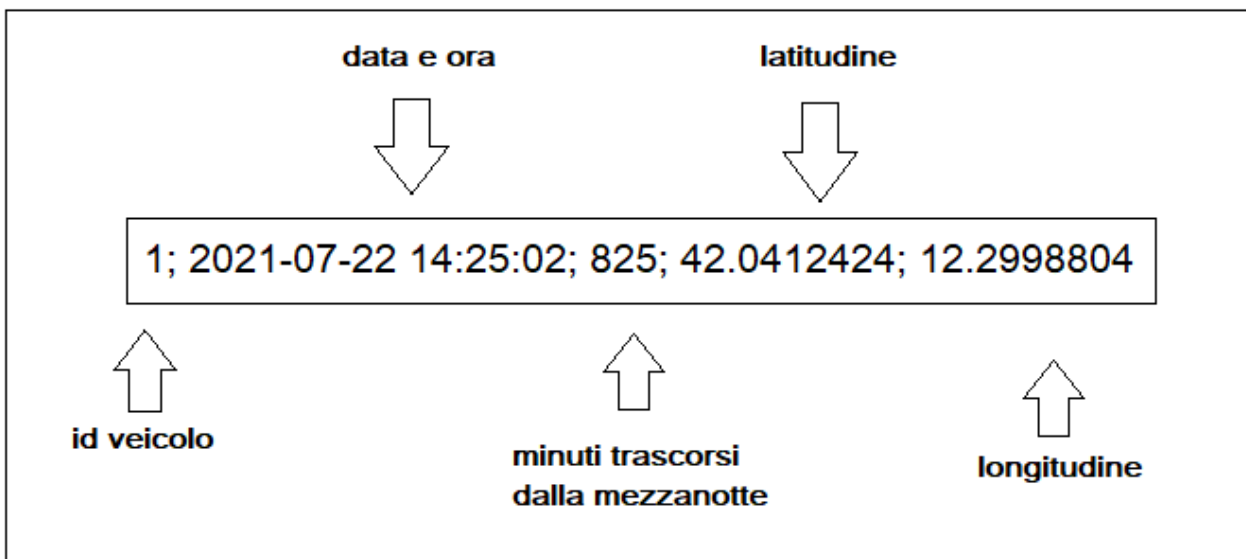 data e ora
latitudine
1; 2021-07-22 14:25:02; 825; 42.0412424; 12.2998804
id veicolo
minuti trascorsi
dalla mezzanotte
longitudine